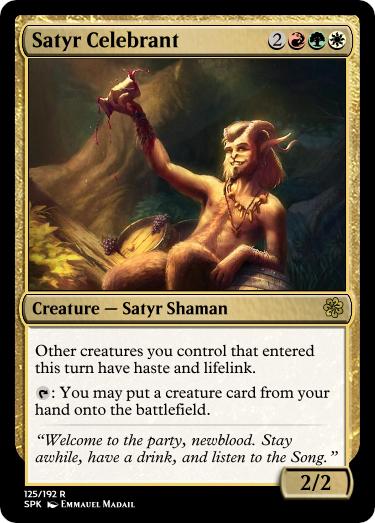 Satyr Celebrant 2
Creature — Satyr Shaman
Other creatures you control that entered
this turn have haste and lifelink.
: You may put a creature card from your
hand onto the battlefield.
“Welcome to the party, newblood. Stay
awhile, have a drink, and listen to the Song.”
2/2
125/192 R
SPK Emmauel Madail